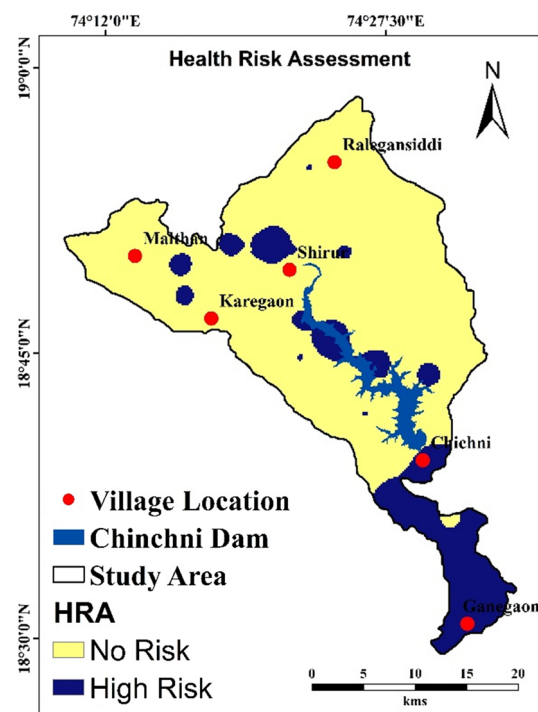 74°12'0"E
74°27'30"E
Health Risk Assessment
19°0'0"N
N
Ralegansiddi
Malthan
Shirur
Karegaon
18°45'0"N
Chichni
Village Location
Chinchni Dam
Study Area
HRA
No Risk
High Risk
Ganegaon
18°30'0"N
0 5 10 15 20
kms